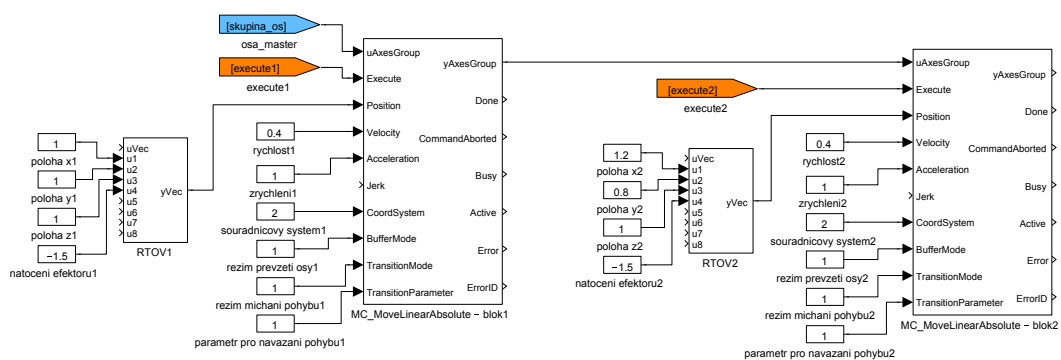 [skupina_os]
osa_master
[execute1]
execute1
1
poloha x1
1
poloha y1
1
poloha z1
−1.5
natoceni efektoru1
uVec
u1
u2
u3
u4
u5
u6
u7
u8
yVec
RTOV1
0.4
rychlost1
1
zrychleni1
2
souradnicovy system1
1
rezim prevzeti osy1
1
rezim michani pohybu1
1
parametr pro navazani pohybu1
uAxesGroup
Execute
Position
Velocity
Acceleration
Jerk
CoordSystem
BufferMode
TransitionMode
TransitionParameter
yAxesGroup
Done
CommandAborted
Busy
Active
Error
ErrorID
MC_MoveLinearAbsolute − blok1
[execute2]
execute2
1.2
poloha x2
0.8
poloha y2
1
poloha z2
−1.5
natoceni efektoru2
uVec
u1
u2
u3
u4
u5
u6
u7
u8
yVec
RTOV2
0.4
rychlost2
1
zrychleni2
2
souradnicovy system2
1
rezim prevzeti osy2
1
rezim michani pohybu2
1
parametr pro navazani pohybu2
uAxesGroup
Execute
Position
Velocity
Acceleration
Jerk
CoordSystem
BufferMode
TransitionMode
TransitionParameter
yAxesGroup
Done
CommandAborted
Busy
Active
Error
ErrorID
MC_MoveLinearAbsolute − blok2